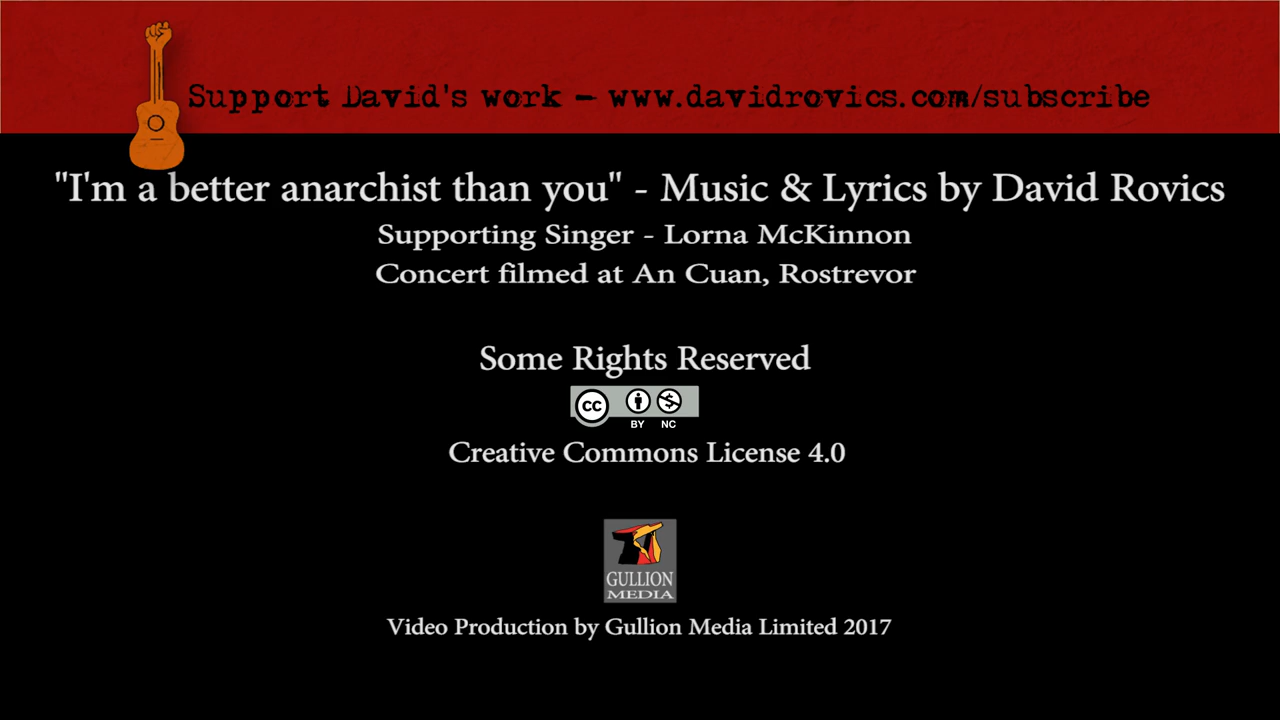 Support David's work - www.davidrovics.com/subscribe
"I'm a better anarchist than you" - Music & Lyrics by David Rovics
Supporting Singer - Lorna McKinnon
Concert filmed at An Cuan, Rostrevor
Some Rights Reserved
cc
BY NC
Creative Commons License 4.0
GULLION
MEDIA
Video Production by Gullion Media Limited 2017